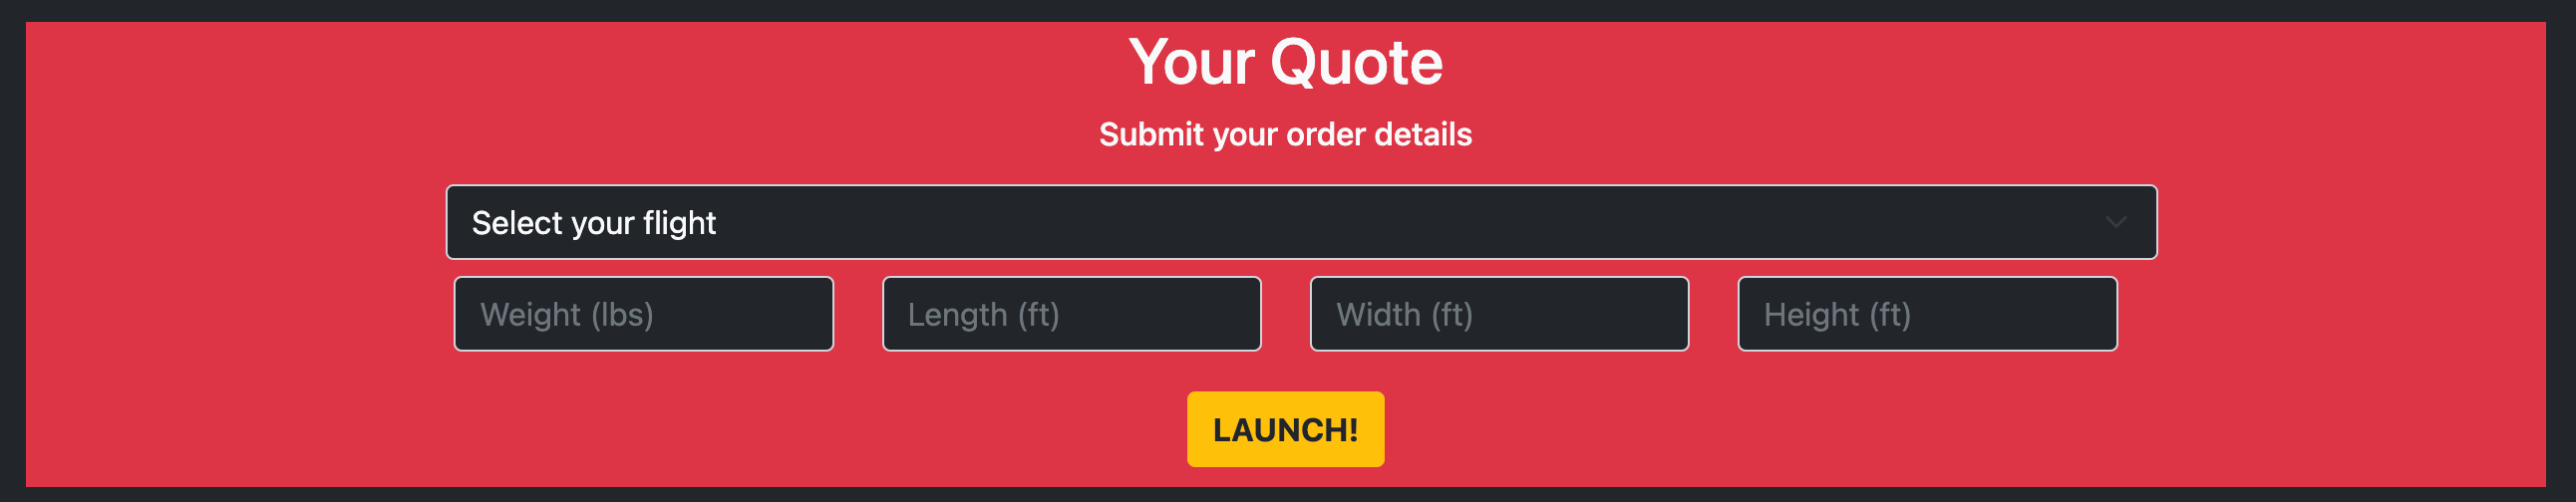 Your Quote
Submit your order details
Select your flight
Weight (lbs) Length (ft) Width (ft) Height (ft)
LAUNCH!